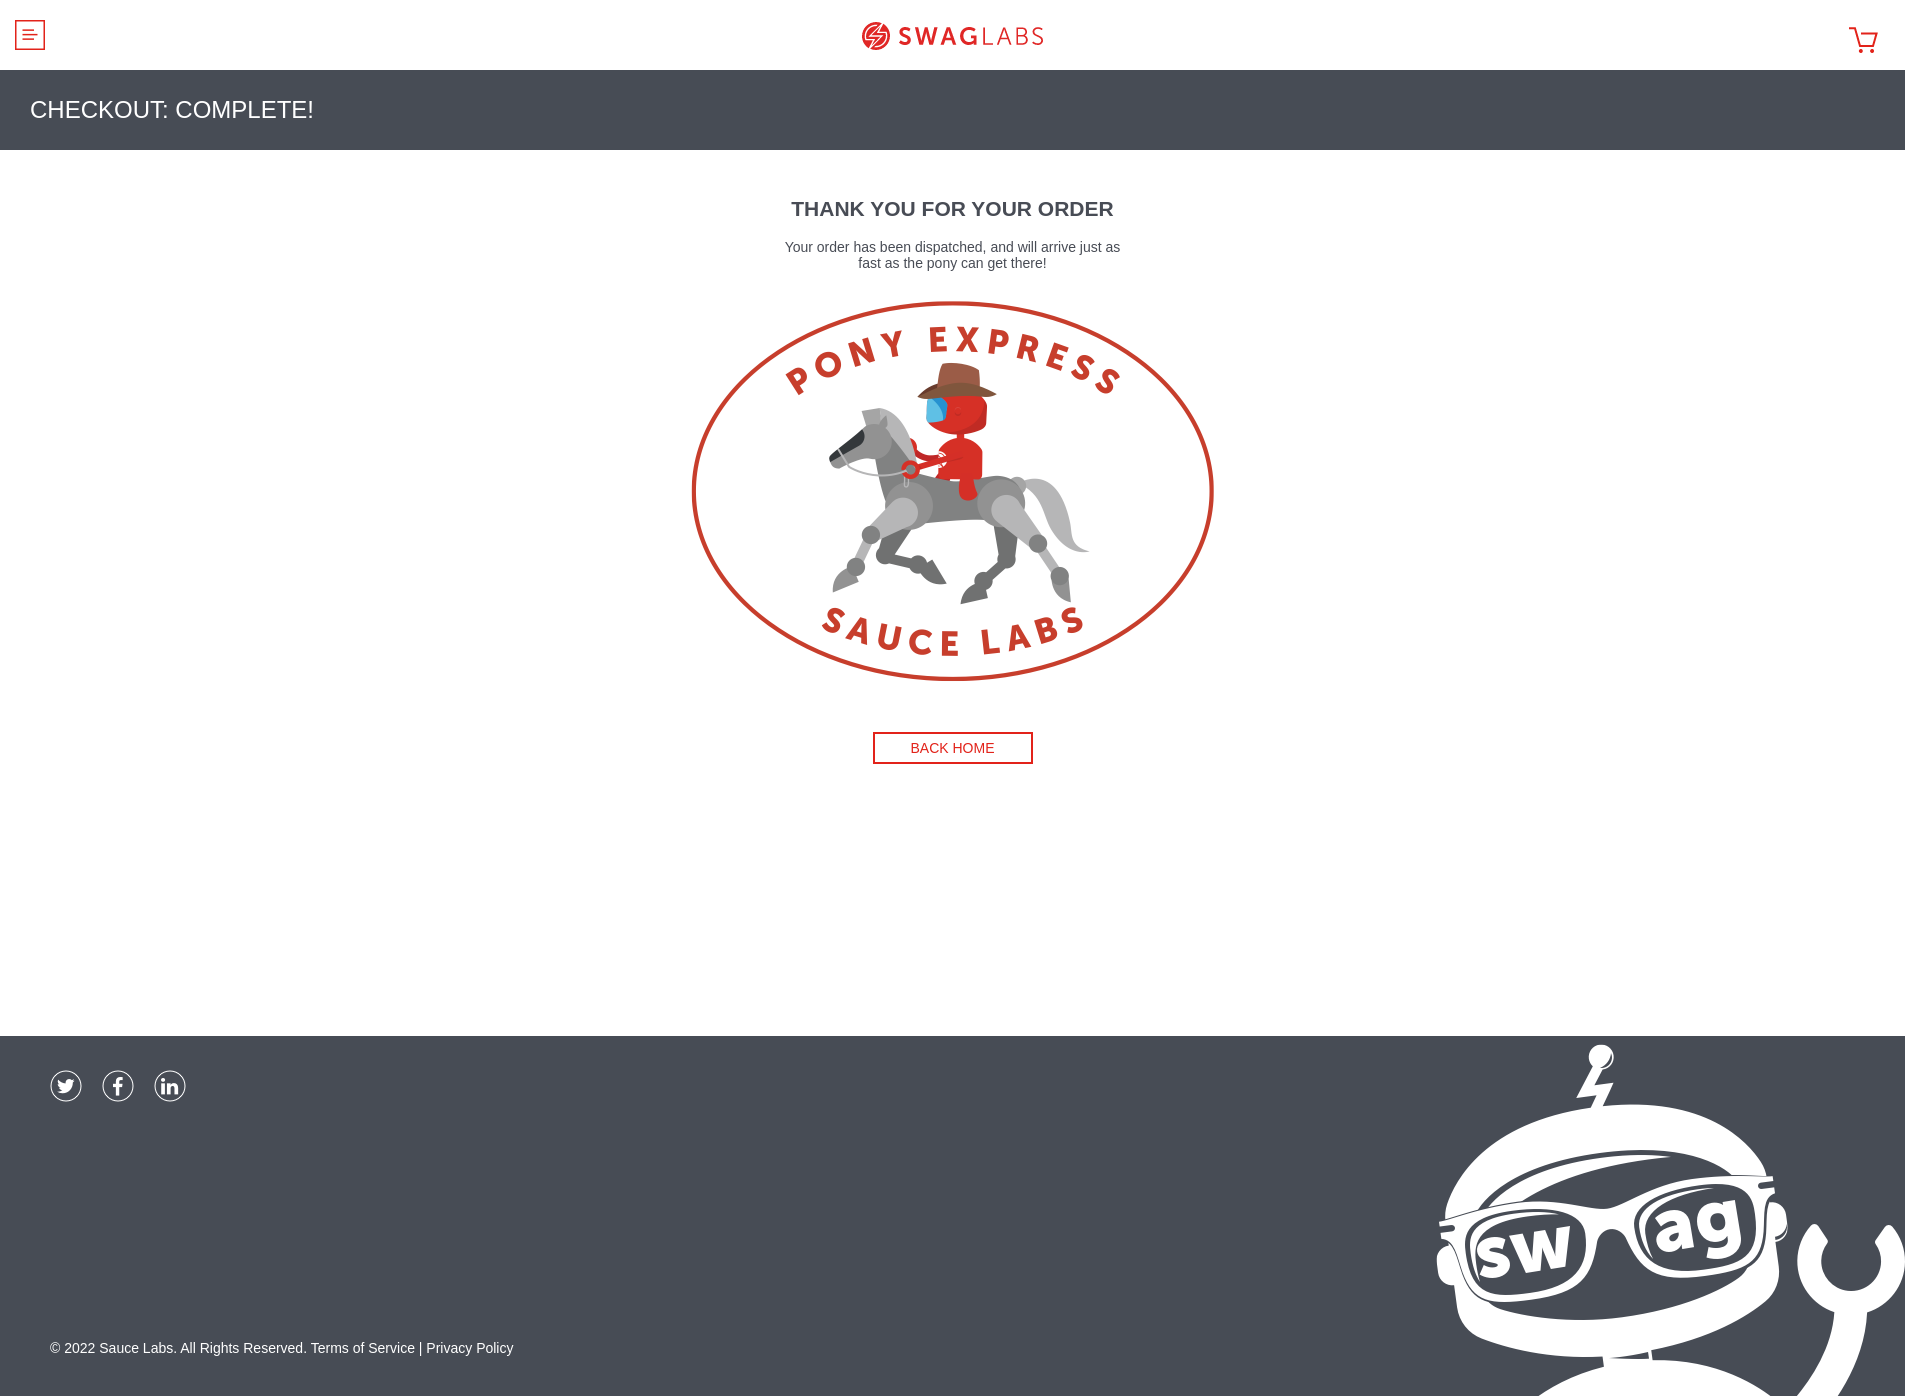 SWAGLABS
CHECKOUT: COMPLETE!
THANK YOU FOR YOUR ORDER
Your order has been dispatched, and will arrive just as
fast as the pony can get there!
PONY EXPRESS
SAUCE LABS
BACK HOME
sw ag
© 2022 Sauce Labs. All Rights Reserved. Terms of Service | Privacy Policy